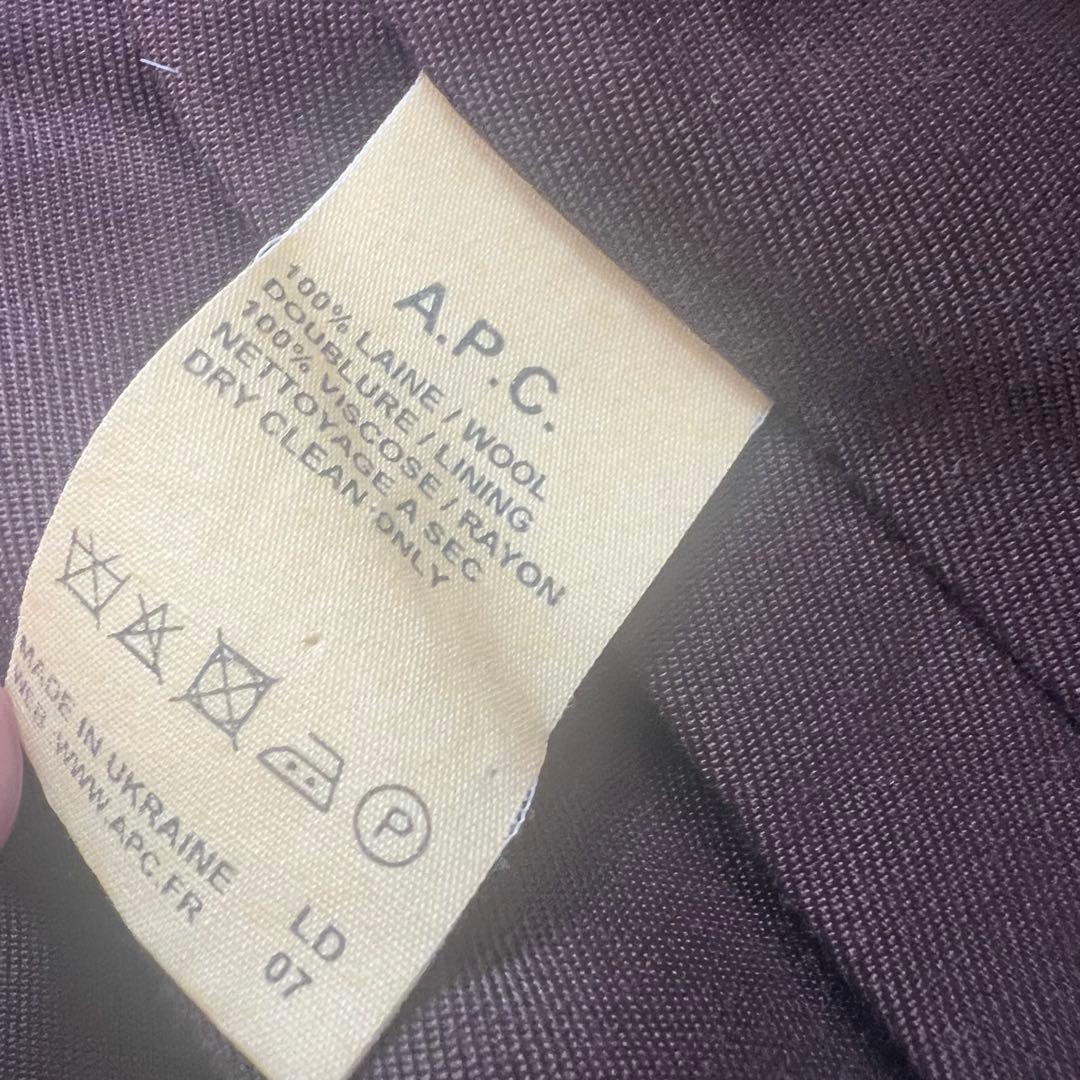 A.P.C.
100% LAINE / WOOL
DOUBLURE / LINING
100% VISCOSE / RAYON
NETTOYAGE A SEC
DRY CLEAN ONLY
P
MADE IN UKRAINE
WEB WWW.APC.FR
LD
07